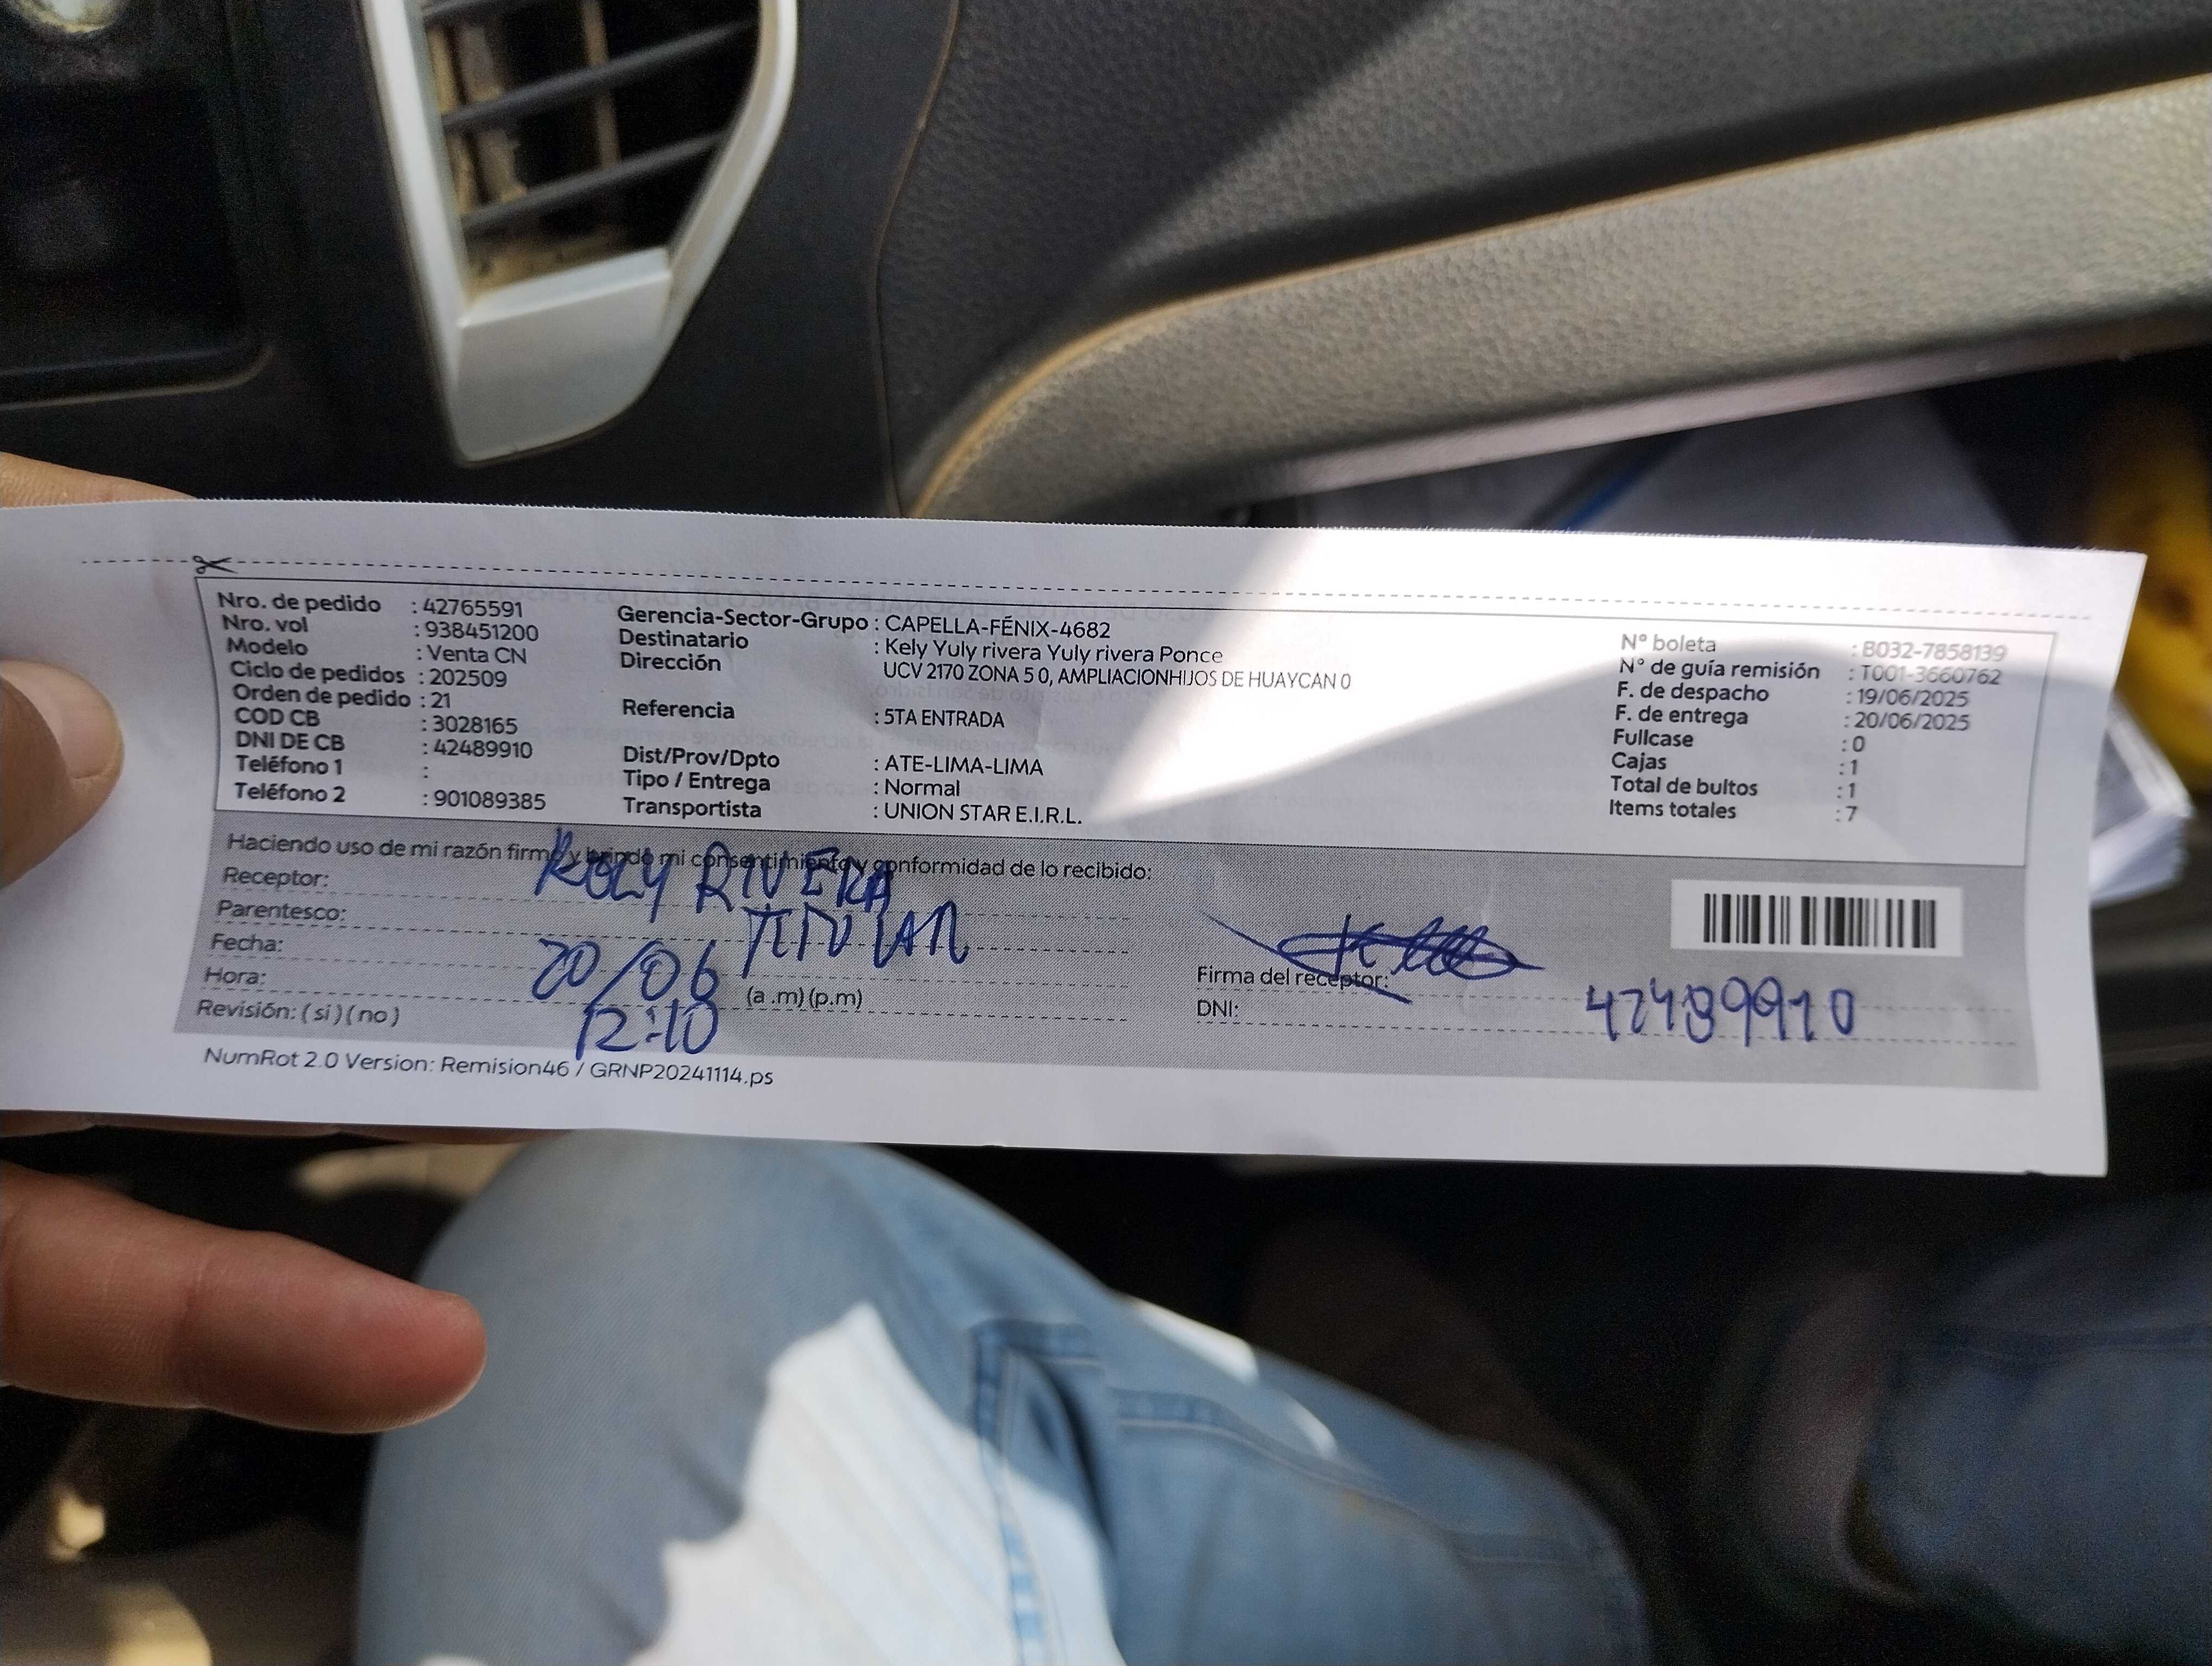 Nro. de pedido : 42765591
Nro. vol : 938451200
Modelo : Venta CN
Ciclo de pedidos : 202509
Orden de pedido : 21
COD CB : 3028165
DNI DE CB : 42489910
Teléfono 1 :
Teléfono 2 : 901089385
Gerencia-Sector-Grupo : CAPELLA-FÉNIX-4682
Destinatario : Kely Yuly rivera Yuly rivera Ponce
Dirección UCV 2170 ZONA 5 0, AMPLIACIONHIJOS DE HUAYCAN 0
Referencia : 5TA ENTRADA
Dist/Prov/Dpto : ATE-LIMA-LIMA
Tipo / Entrega : Normal
Transportista : UNION STAR E.I.R.L.
N° boleta : B032-7858139
N° de guía remisión : T001-3660762
F. de despacho : 19/06/2025
F. de entrega : 20/06/2025
Fullcase : 0
Cajas : 1
Total de bultos : 1
Items totales : 7
Haciendo uso de mi razón firmo y brindo mi consentimiento y conformidad de lo recibido:
Receptor: KELY RIVERA
Parentesco: TITULAR
Fecha: 20/06
Hora: 12:10 (a.m) (p.m)
Revisión: ( si ) ( no )
Firma del receptor:
DNI: 42489910
NumRot 2.0 Version: Remision46 / GRNP20241114.ps